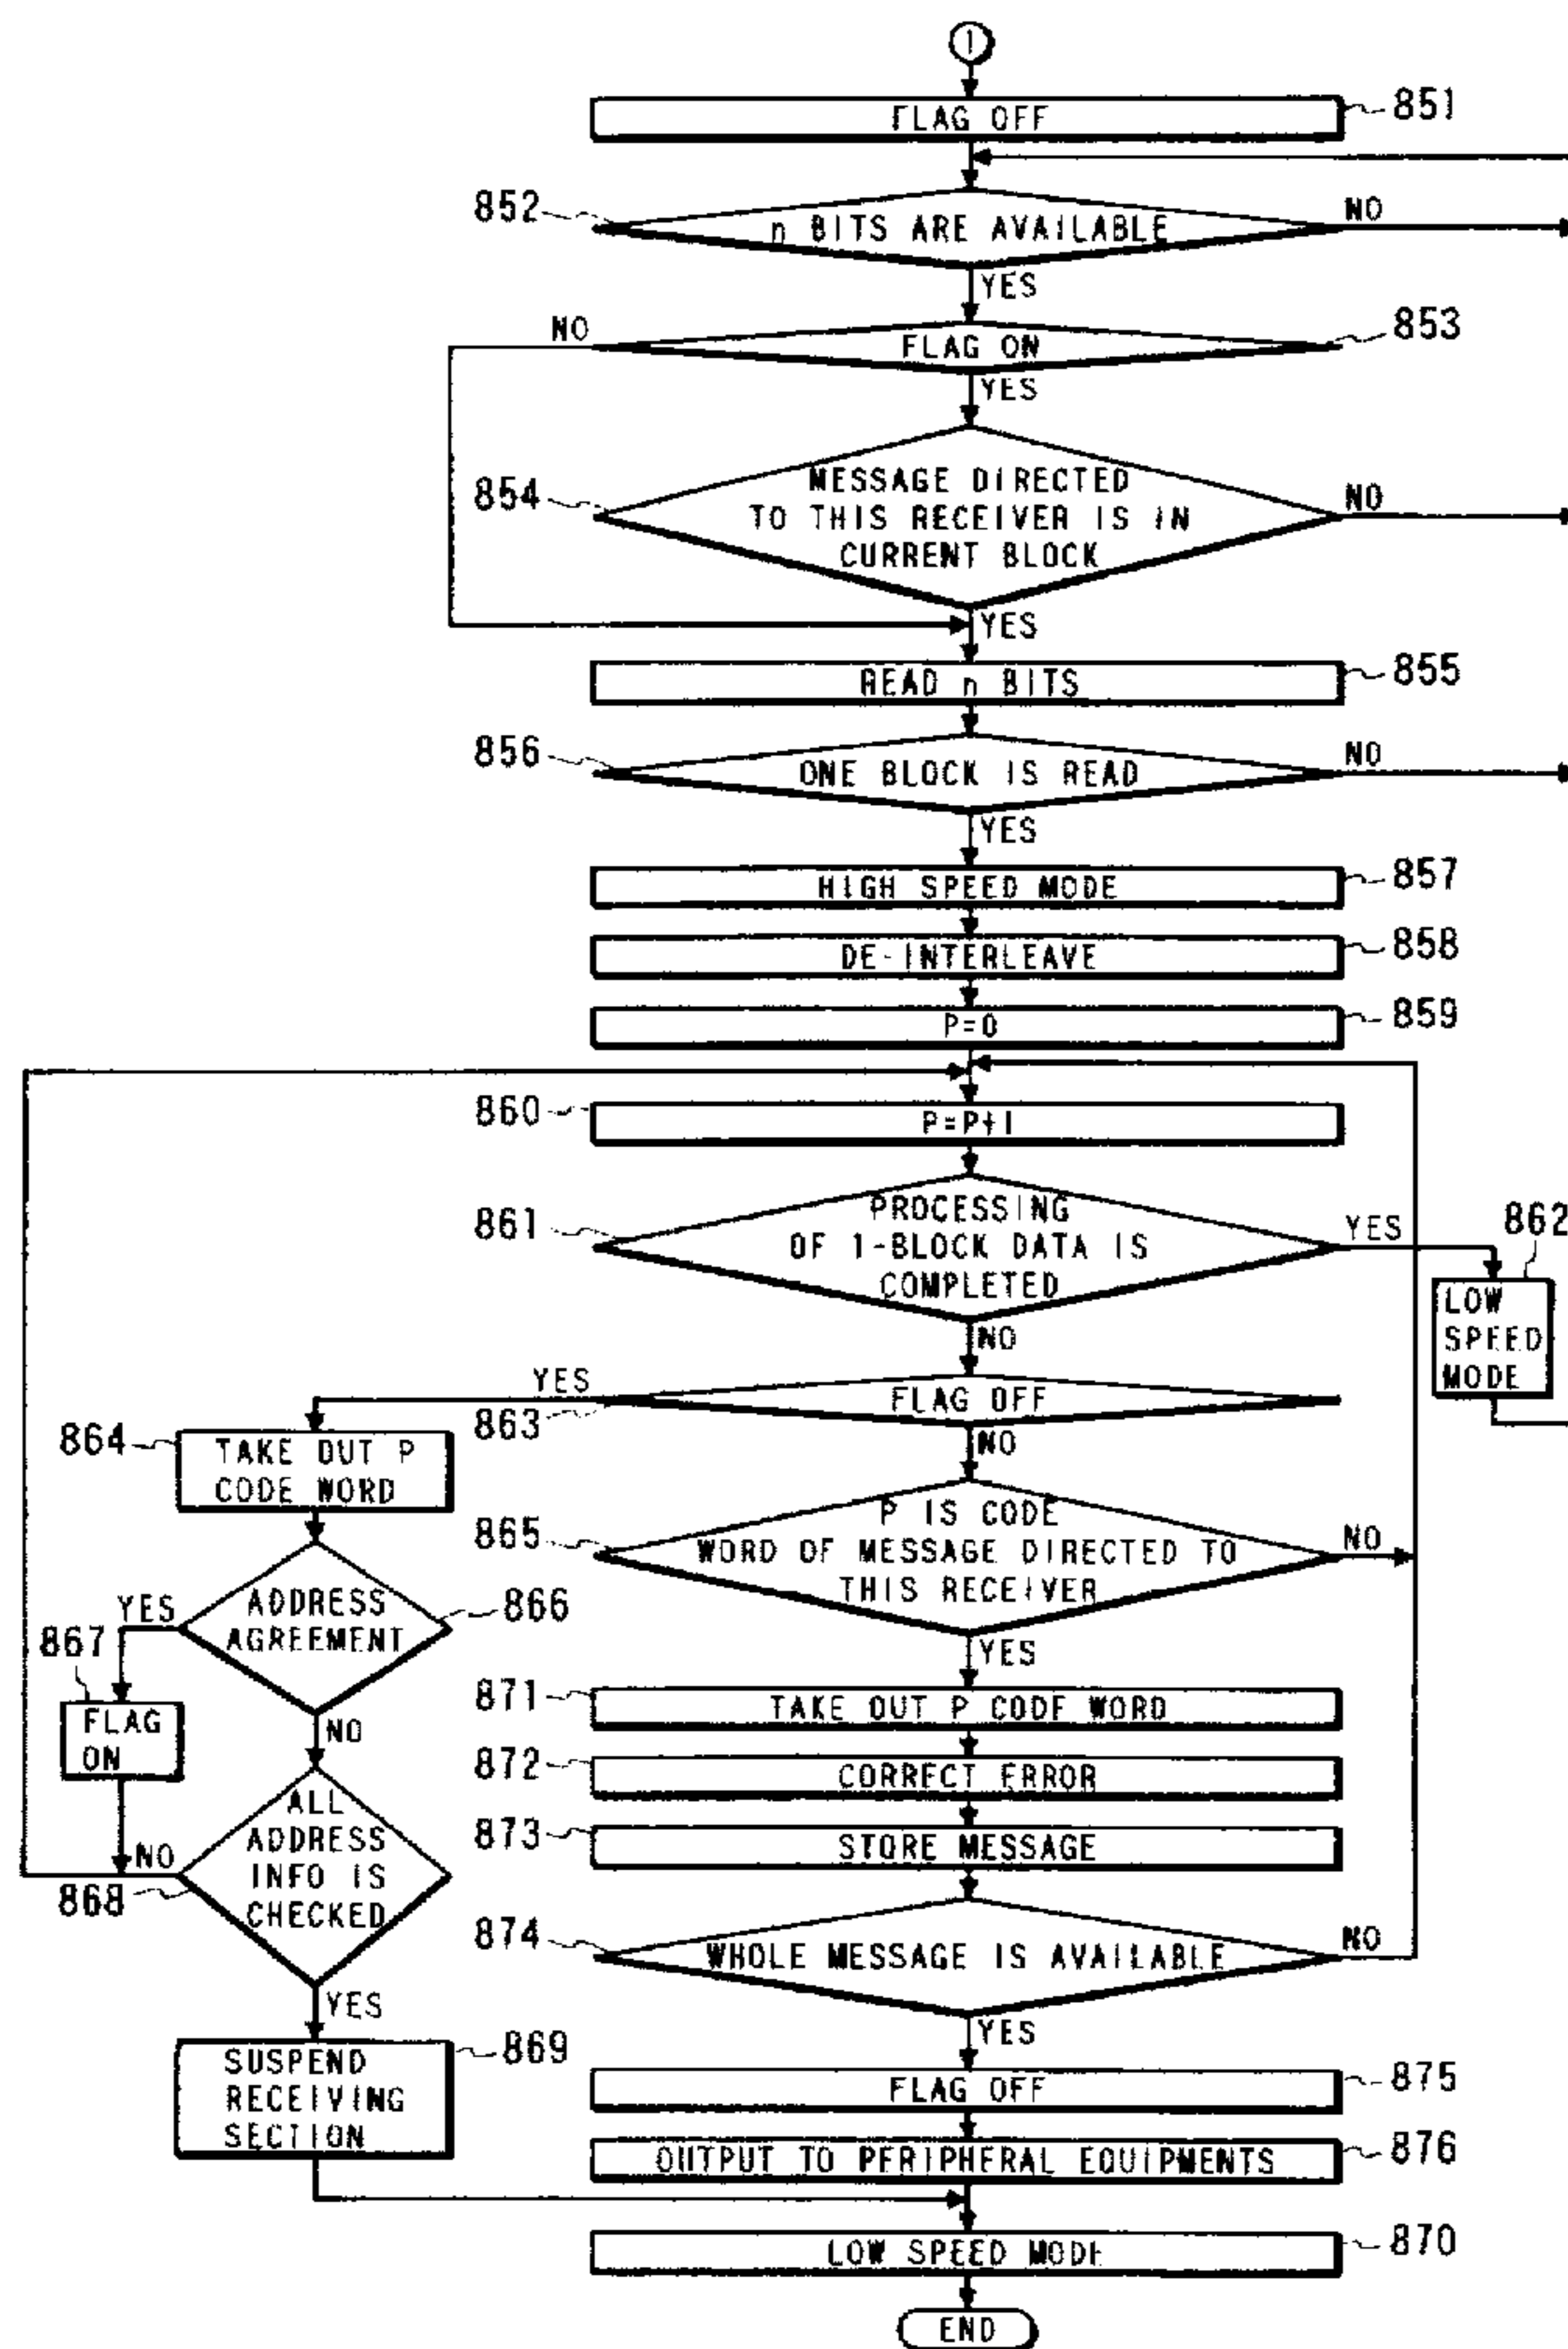 1
FLAG OFF
851
852
n BITS ARE AVAILABLE
NO
YES
NO
FLAG ON
853
YES
854
MESSAGE DIRECTED
TO THIS RECEIVER IS IN
CURRENT BLOCK
NO
YES
READ n BITS
855
856
ONE BLOCK IS READ
NO
YES
HIGH SPEED MODE
857
DE-INTERLEAVE
858
P=0
859
860
P=P+1
861
PROCESSING
OF 1-BLOCK DATA IS
COMPLETED
YES
862
LOW
SPEED
MODE
NO
YES
863
FLAG OFF
NO
864
TAKE OUT P
CODE WORD
865
P IS CODE
WORD OF MESSAGE DIRECTED TO
THIS RECEIVER
NO
YES
866
ADDRESS
AGREEMENT
YES
867
FLAG
ON
NO
871
TAKE OUT P CODE WORD
872
CORRECT ERROR
873
STORE MESSAGE
ALL
ADDRESS
INFO IS
CHECKED
NO
868
YES
874
WHOLE MESSAGE IS AVAILABLE
NO
YES
SUSPEND
RECEIVING
SECTION
869
FLAG OFF
875
OUTPUT TO PERIPHERAL EQUIPMENTS
876
LOW SPEED MODE
870
END